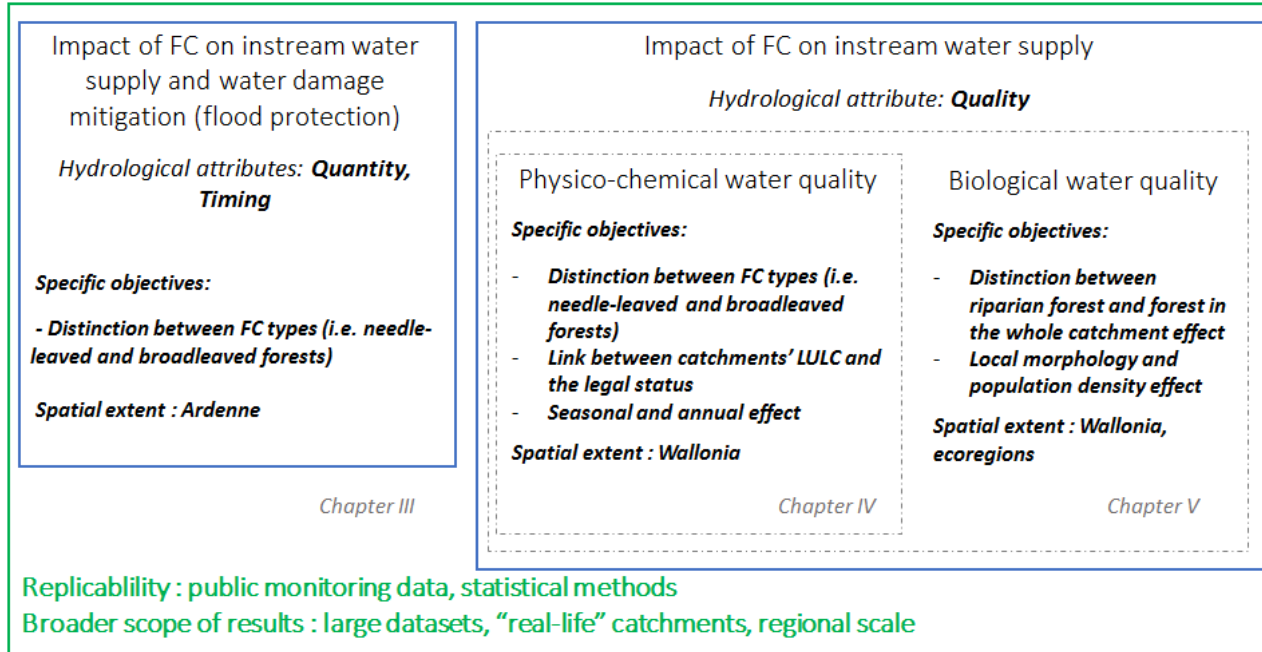 Impact of FC on instream water
supply and water damage
mitigation (flood protection)
Hydrological attributes: Quantity,
Timing
Specific objectives:
- Distinction between FC types (i.e. needle-
leaved and broadleaved forests)
Spatial extent : Ardenne
Chapter III
Impact of FC on instream water supply
Hydrological attribute: Quality
Physico-chemical water quality
Specific objectives:
- Distinction between FC types (i.e.
needle-leaved and broadleaved
forests)
- Link between catchments’ LULC and
the legal status
- Seasonal and annual effect
Spatial extent : Wallonia
Chapter IV
Biological water quality
Specific objectives:
- Distinction between
riparian forest and forest in
the whole catchment effect
- Local morphology and
population density effect
Spatial extent : Wallonia,
ecoregions
Chapter V
Replicablility : public monitoring data, statistical methods
Broader scope of results : large datasets, “real-life” catchments, regional scale